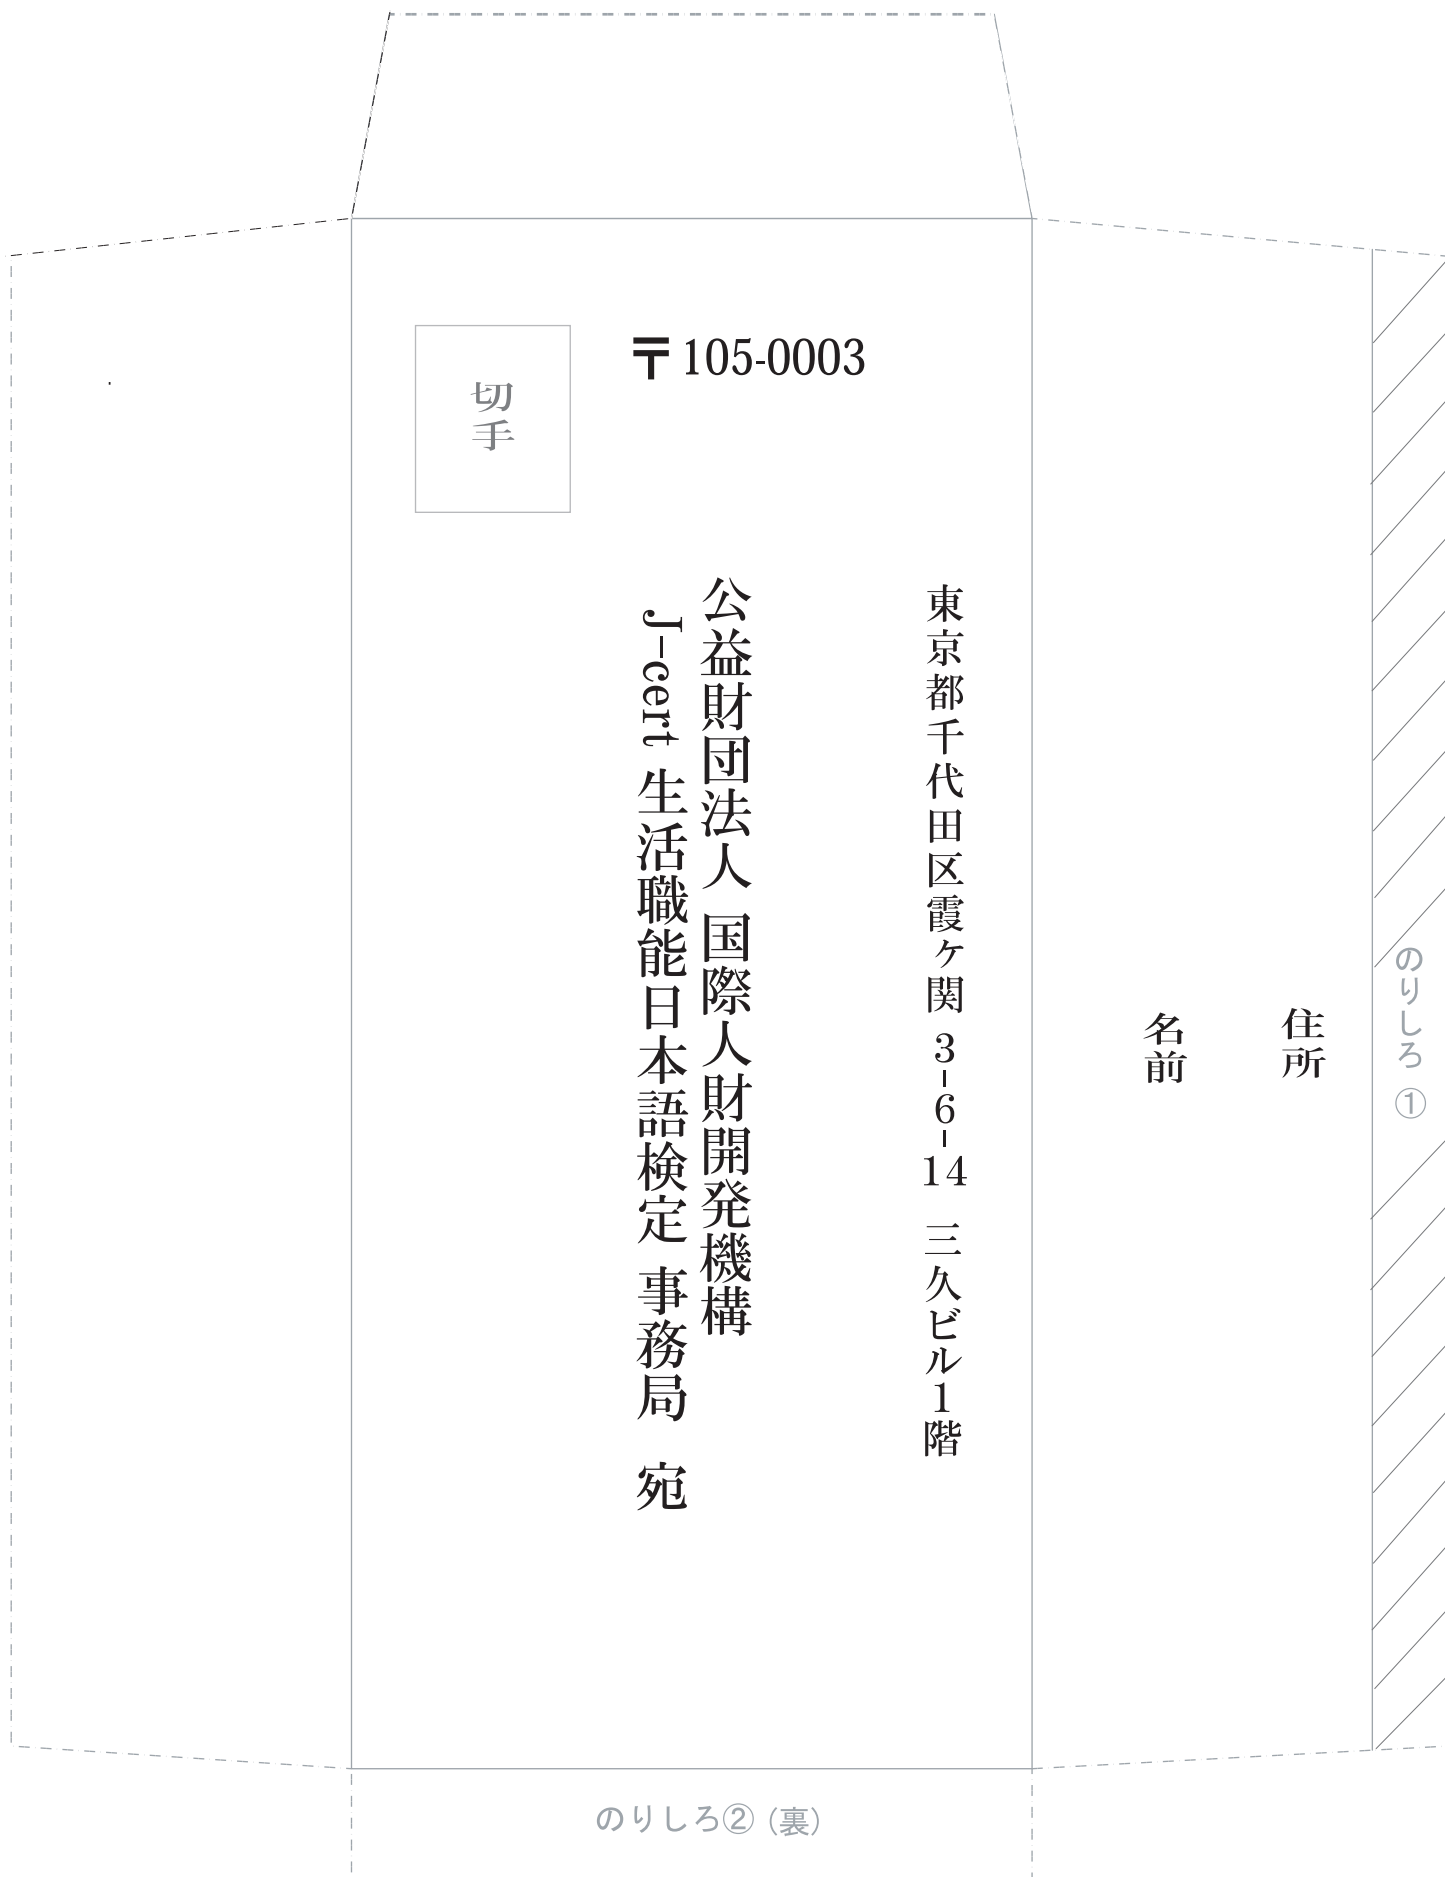 切手
〒105-0003
東京都千代田区霞ヶ関 3-6-14 三久ビル1階
公益財団法人 国際人財開発機構
J-cert 生活職能日本語検定 事務局 宛
住所
名前
のりしろ ①
のりしろ②（裏）